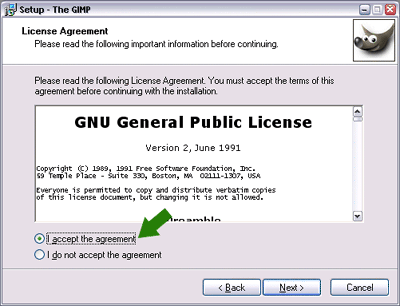 Setup - The GIMP
License Agreement
Please read the following important information before continuing.
Please read the following License Agreement. You must accept the terms of this
agreement before continuing with the installation.
GNU General Public License
Version 2, June 1991
Copyright (C) 1989, 1991 Free Software Foundation, Inc.
59 Temple Place - Suite 330, Boston, MA  02111-1307, USA
Everyone is permitted to copy and distribute verbatim copies
of this license document, but changing it is not allowed.
Preamble
I accept the agreement
I do not accept the agreement
< Back
Next >
Cancel